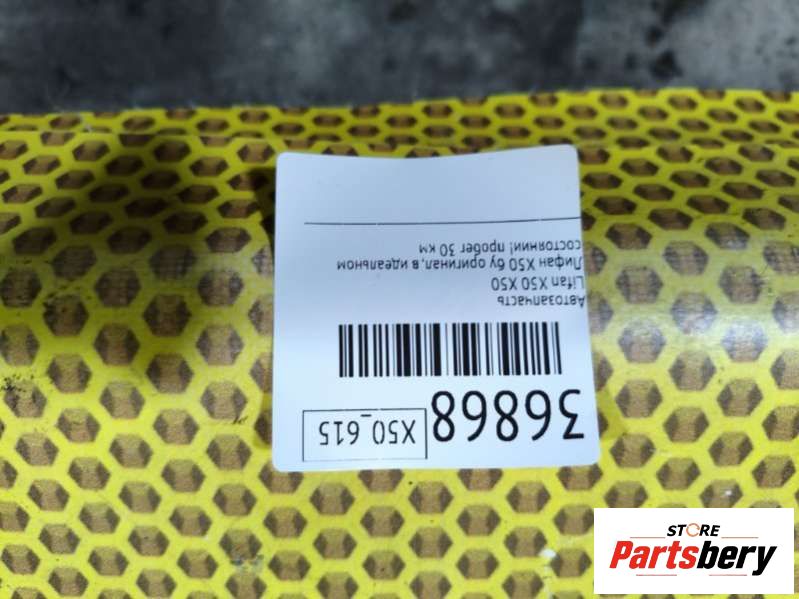 36868
X50_615
Автозапчасть
Lifan X50 X50
Лифан X50 бу оригинал,в идеальном
состоянии! пробег 30 км
STORE
Partsbery